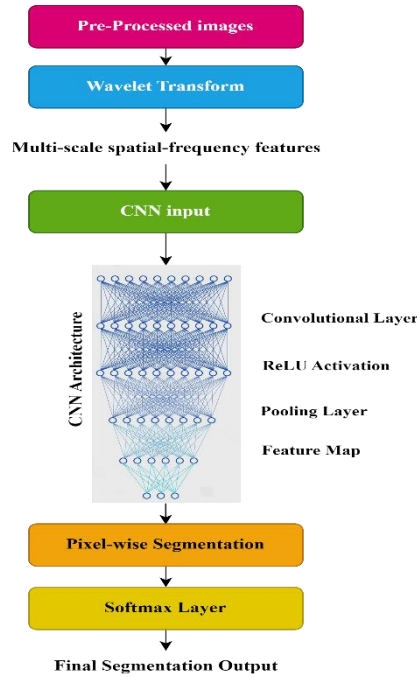 Pre-Processed images
Wavelet Transform
Multi-scale spatial-frequency features
CNN input
CNN Architecture
Convolutional Layer
ReLU Activation
Pooling Layer
Feature Map
Pixel-wise Segmentation
Softmax Layer
Final Segmentation Output